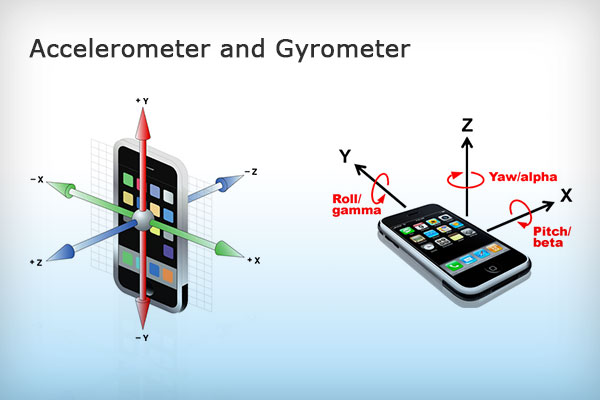 Accelerometer and Gyrometer
+Y
-X
-Z
+Z
+X
-Y
Z
Y
X
Yaw/alpha
Roll/
gamma
Pitch/
beta